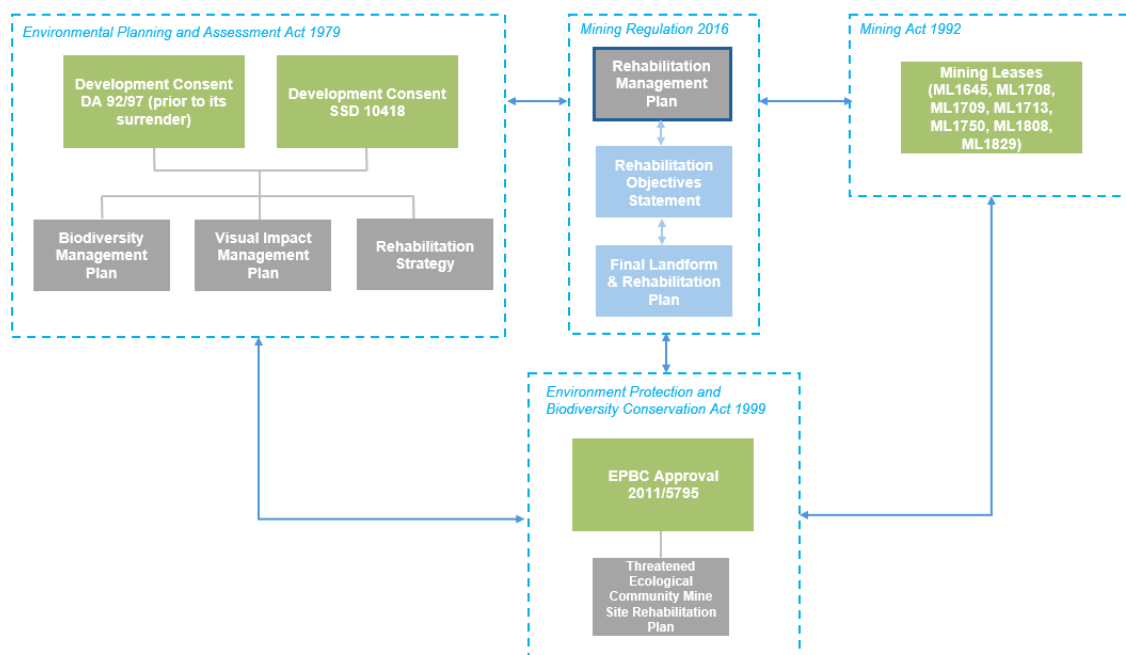 Environmental Planning and Assessment Act 1979
Development Consent
DA 92/97 (prior to its
surrender)
Development Consent
SSD 10418
Biodiversity
Management
Plan
Visual Impact
Management
Plan
Rehabilitation
Strategy
Mining Regulation 2016
Rehabilitation
Management
Plan
Rehabilitation
Objectives
Statement
Final Landform
& Rehabilitation
Plan
Mining Act 1992
Mining Leases
(ML1645, ML1708,
ML1709, ML1713,
ML1750, ML1808,
ML1829)
Environment Protection and
Biodiversity Conservation Act 1999
EPBC Approval
2011/5795
Threatened
Ecological
Community Mine
Site Rehabilitation
Plan